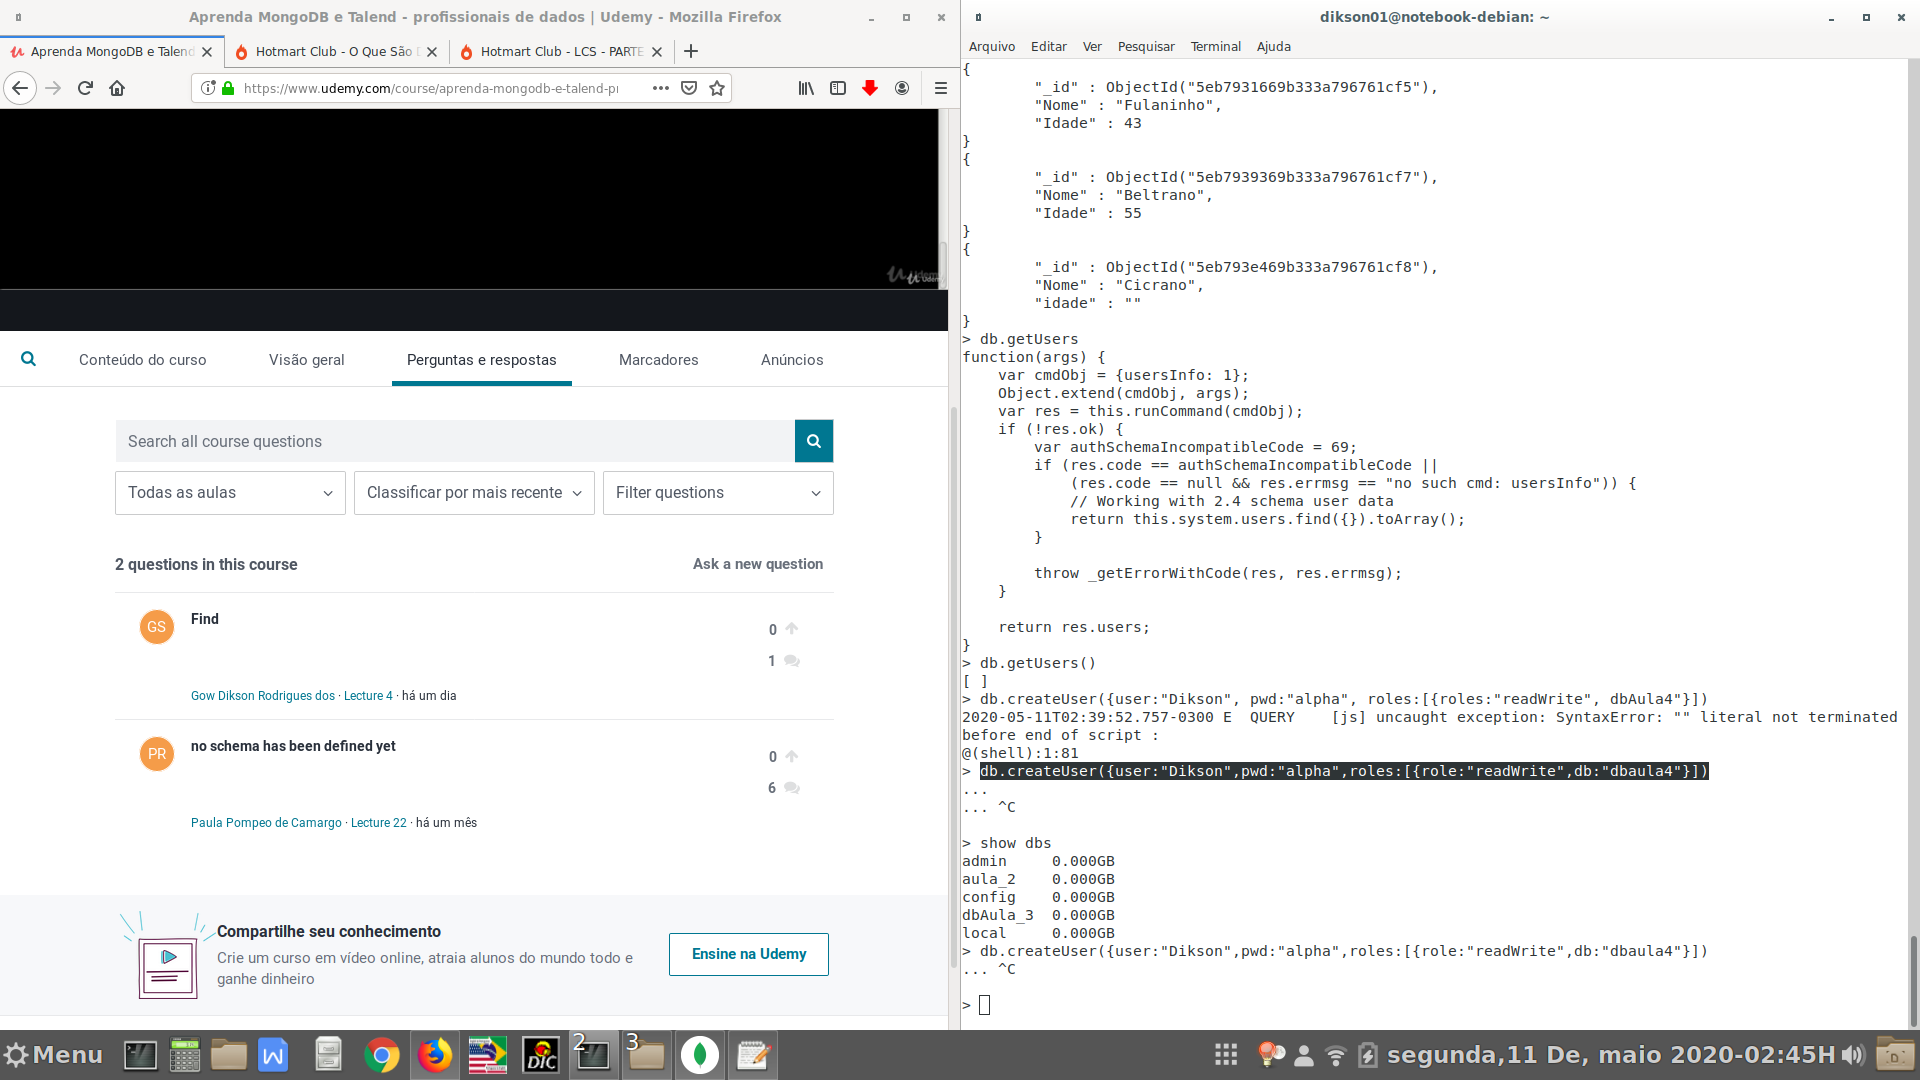 Aprenda MongoDB e Talend - profissionais de dados | Udemy - Mozilla Firefox
Aprenda MongoDB e Talend
Hotmart Club - O Que São
Hotmart Club - LCS - PARTE
https://www.udemy.com/course/aprenda-mongodb-e-talend-pr
Udemy
Conteúdo do curso
Visão geral
Perguntas e respostas
Marcadores
Anúncios
Search all course questions
Todas as aulas
Classificar por mais recente
Filter questions
2 questions in this course
Ask a new question
GS
Find
0
1
Gow Dikson Rodrigues dos · Lecture 4 · há um dia
PR
no schema has been defined yet
0
6
Paula Pompeo de Camargo · Lecture 22 · há um mês
Compartilhe seu conhecimento
Crie um curso em vídeo online, atraia alunos do mundo todo e
ganhe dinheiro
Ensine na Udemy
dikson01@notebook-debian: ~
Arquivo Editar Ver Pesquisar Terminal Ajuda
{
"_id" : ObjectId("5eb7931669b333a796761cf5"),
"Nome" : "Fulaninho",
"Idade" : 43
}
{
"_id" : ObjectId("5eb7939369b333a796761cf7"),
"Nome" : "Beltrano",
"Idade" : 55
}
{
"_id" : ObjectId("5eb793e469b333a796761cf8"),
"Nome" : "Cicrano",
"idade" : ""
}
> db.getUsers
function(args) {
var cmdObj = {usersInfo: 1};
Object.extend(cmdObj, args);
var res = this.runCommand(cmdObj);
if (!res.ok) {
var authSchemaIncompatibleCode = 69;
if (res.code == authSchemaIncompatibleCode ||
(res.code == null && res.errmsg == "no such cmd: usersInfo")) {
// Working with 2.4 schema user data
return this.system.users.find({}).toArray();
}
throw _getErrorWithCode(res, res.errmsg);
}
return res.users;
}
> db.getUsers()
[ ]
> db.createUser({user:"Dikson", pwd:"alpha", roles:[{roles:"readWrite", dbAula4"}])
2020-05-11T02:39:52.757-0300 E  QUERY    [js] uncaught exception: SyntaxError: "" literal not terminated
before end of script :
@(shell):1:81
> db.createUser({user:"Dikson",pwd:"alpha",roles:[{role:"readWrite",db:"dbaula4"}])
...
... ^C
> show dbs
admin 0.000GB
aula_2 0.000GB
config 0.000GB
dbAula_3 0.000GB
local 0.000GB
> db.createUser({user:"Dikson",pwd:"alpha",roles:[{role:"readWrite",db:"dbaula4"}])
... ^C
>
Menu
W
DIC
2
3
segunda,11 De, maio 2020-02:45H
D